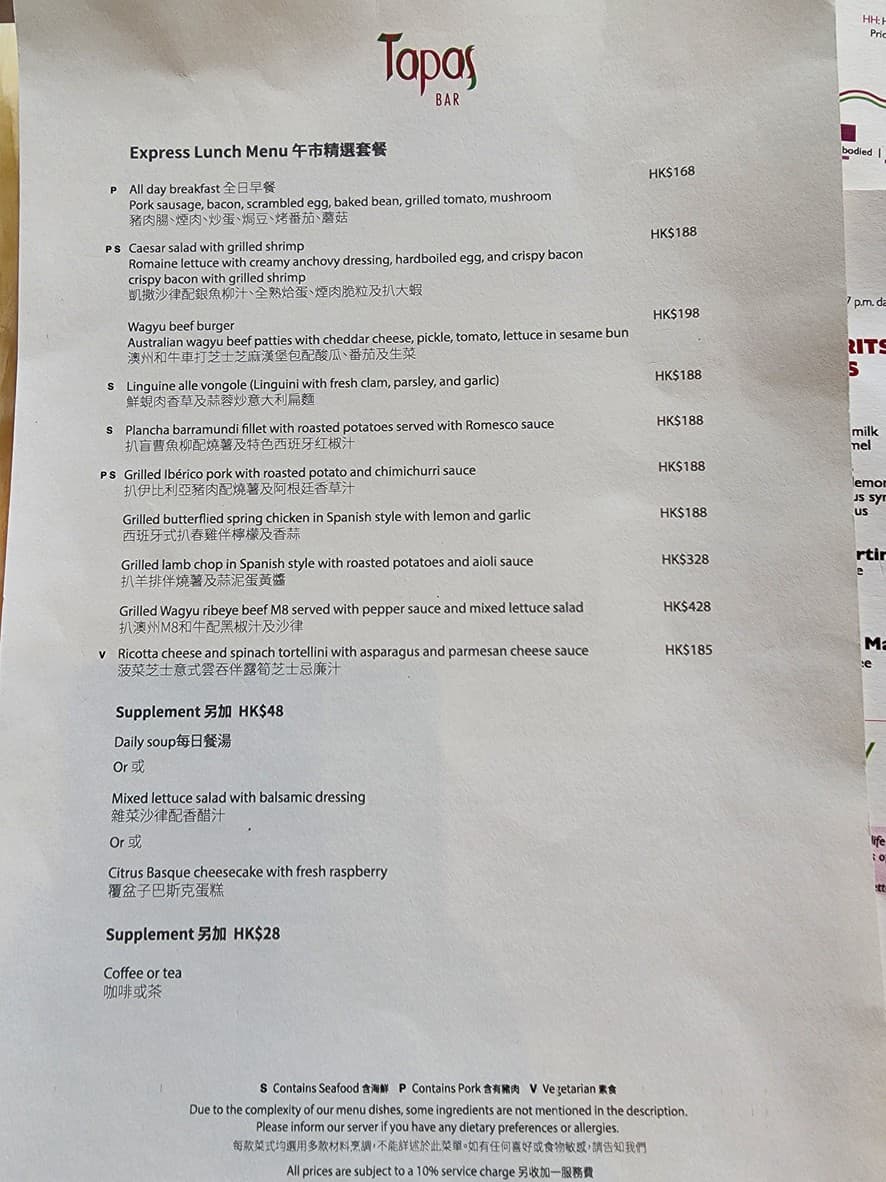 Tapas
BAR
Express Lunch Menu 午市精選套餐
P All day breakfast 全日早餐 HK$168
Pork sausage, bacon, scrambled egg, baked bean, grilled tomato, mushroom
豬肉腸、煙肉、炒蛋、焗豆、烤番茄、蘑菇
P S Caesar salad with grilled shrimp HK$188
Romaine lettuce with creamy anchovy dressing, hardboiled egg, and crispy bacon
crispy bacon with grilled shrimp
凱撒沙律配銀魚柳汁、全熟烚蛋、煙肉脆粒及扒大蝦
Wagyu beef burger HK$198
Australian wagyu beef patties with cheddar cheese, pickle, tomato, lettuce in sesame bun
澳州和牛車打芝士芝麻漢堡包配酸瓜、番茄及生菜
S Linguine alle vongole (Linguini with fresh clam, parsley, and garlic) HK$188
鮮蜆肉香草及蒜蓉炒意大利扁麵
S Plancha barramundi fillet with roasted potatoes served with Romesco sauce HK$188
扒盲曹魚柳配燒薯及特色西班牙红椒汁
P S Grilled Ibérico pork with roasted potato and chimichurri sauce HK$188
扒伊比利亞豬肉配燒薯及阿根廷香草汁
Grilled butterflied spring chicken in Spanish style with lemon and garlic HK$188
西班牙式扒春雞伴檸檬及香蒜
Grilled lamb chop in Spanish style with roasted potatoes and aioli sauce HK$328
扒羊排伴燒薯及蒜泥蛋黃醬
Grilled Wagyu ribeye beef M8 served with pepper sauce and mixed lettuce salad HK$428
扒澳州M8和牛配黑椒汁及沙律
V Ricotta cheese and spinach tortellini with asparagus and parmesan cheese sauce HK$185
菠菜芝士意式雲吞伴露筍芝士忌廉汁
Supplement 另加 HK$48
Daily soup每日餐湯
Or 或
Mixed lettuce salad with balsamic dressing
雜菜沙律配香醋汁
Or 或
Citrus Basque cheesecake with fresh raspberry
覆盆子巴斯克蛋糕
Supplement 另加 HK$28
Coffee or tea
咖啡或茶
S Contains Seafood 含海鮮 P Contains Pork 含有豬肉 V Vegetarian 素食
Due to the complexity of our menu dishes, some ingredients are not mentioned in the description.
Please inform our server if you have any dietary preferences or allergies.
每款菜式均選用多款材料烹調，不能詳述於此菜單。如有任何喜好或食物敏感，請告知我們
All prices are subject to a 10% service charge 另收加一服務費
HH:
bodied |
7 p.m.
milk
us